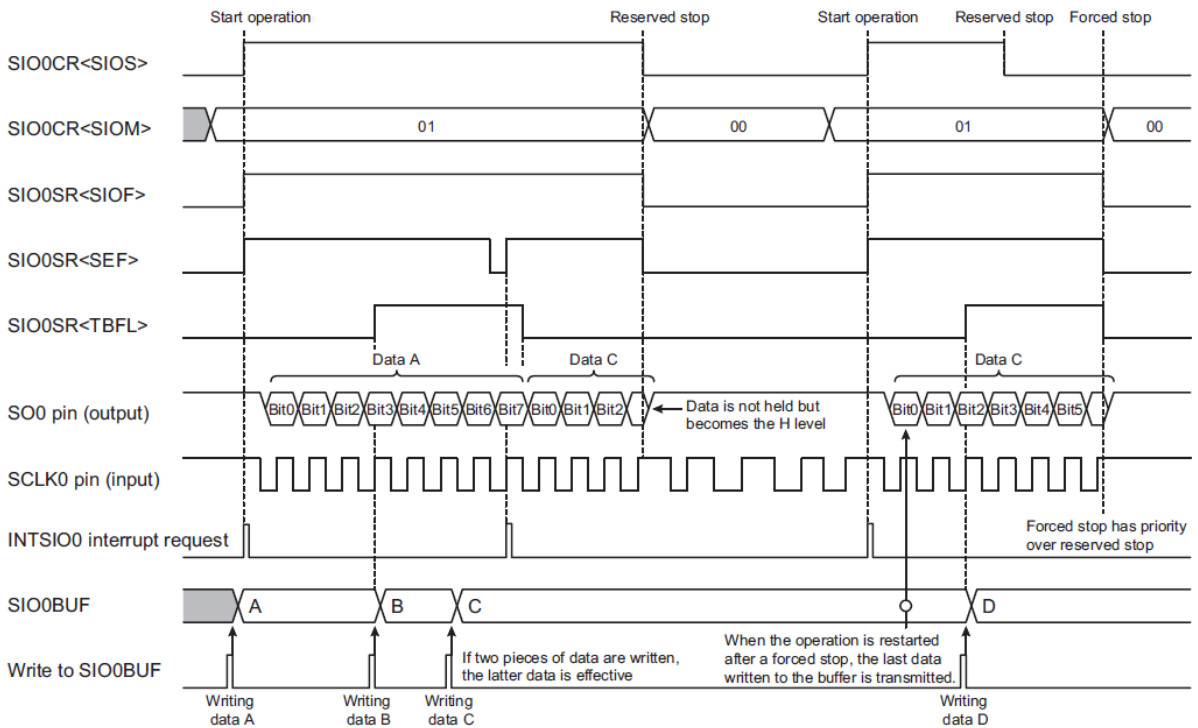 Start operation
Reserved stop
Start operation
Reserved stop
Forced stop
SIO0CR<SIOS>
SIO0CR<SIOM>
01
00
01
00
SIO0SR<SIOF>
SIO0SR<SEF>
SIO0SR<TBFL>
Data A
Data C
Data C
SO0 pin (output)
Bit0
Bit1
Bit2
Bit3
Bit4
Bit5
Bit6
Bit7
Bit0
Bit1
Bit2
Data is not held but
becomes the H level
Bit0
Bit1
Bit2
Bit3
Bit4
Bit5
SCLK0 pin (input)
INTSIO0 interrupt request
Forced stop has priority
over reserved stop
SIO0BUF
A
B
C
D
Write to SIO0BUF
If two pieces of data are written,
the latter data is effective
When the operation is restarted
after a forced stop, the last data
written to the buffer is transmitted.
Writing
data A
Writing
data B
Writing
data C
Writing
data D